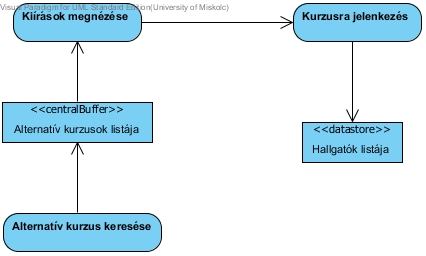 Visual Paradigm for UML Standard Edition(University of Miskolc)
Kiírások megnézése
Kurzusra jelenkezés
<<centralBuffer>>
Alternatív kurzusok listája
<<datastore>>
Hallgatók listája
Alternatív kurzus keresése